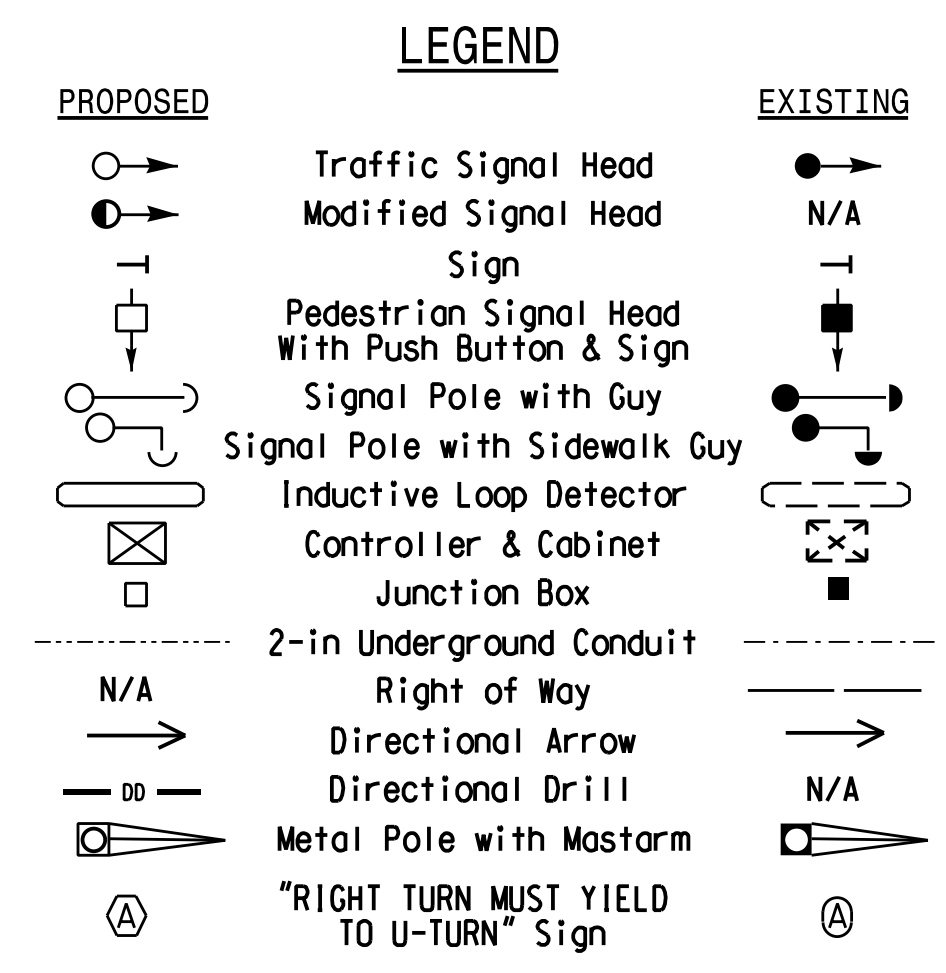 LEGEND
PROPOSED EXISTING
Traffic Signal Head
Modified Signal Head N/A
Sign
Pedestrian Signal Head
With Push Button & Sign
Signal Pole with Guy
Signal Pole with Sidewalk Guy
Inductive Loop Detector
Controller & Cabinet
Junction Box
2-in Underground Conduit
N/A Right of Way
Directional Arrow
DD Directional Drill N/A
Metal Pole with Mastarm
"RIGHT TURN MUST YIELD
A TO U-TURN" Sign A